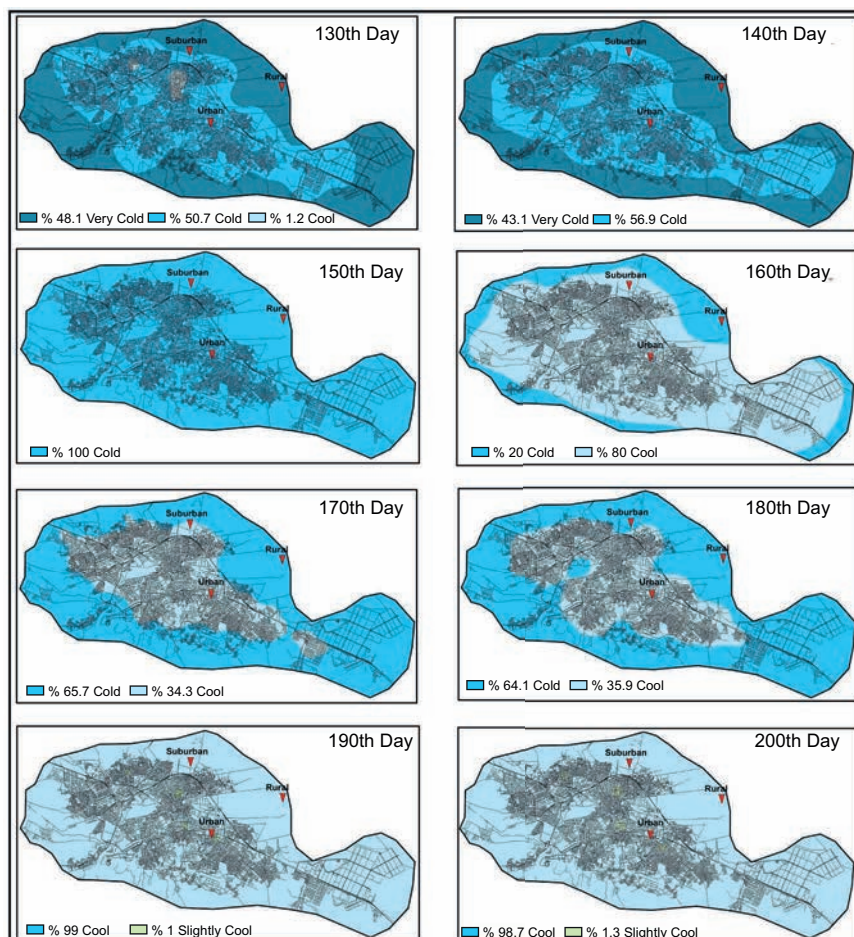 130th Day
Suburban
Rural
Urban
% 48.1 Very Cold % 50.7 Cold % 1.2 Cool
140th Day
Suburban
Rural
Urban
% 43.1 Very Cold % 56.9 Cold
150th Day
Suburban
Rural
Urban
% 100 Cold
160th Day
Suburban
Rural
Urban
% 20 Cold % 80 Cool
170th Day
Suburban
Rural
Urban
% 65.7 Cold % 34.3 Cool
180th Day
Suburban
Rural
Urban
% 64.1 Cold % 35.9 Cool
190th Day
Suburban
Rural
Urban
% 99 Cool % 1 Slightly Cool
200th Day
Suburban
Rural
Urban
% 98.7 Cool % 1.3 Slightly Cool